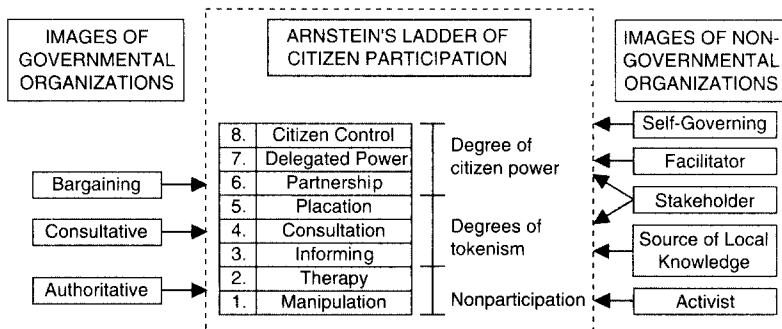 IMAGES OF
GOVERNMENTAL
ORGANIZATIONS
ARNSTEIN'S LADDER OF
CITIZEN PARTICIPATION
IMAGES OF NON-
GOVERNMENTAL
ORGANIZATIONS
Bargaining
Consultative
Authoritative
8. Citizen Control
7. Delegated Power
6. Partnership
5. Placation
4. Consultation
3. Informing
2. Therapy
1. Manipulation
Degree of
citizen power
Degrees of
tokenism
Nonparticipation
Self-Governing
Facilitator
Stakeholder
Source of Local
Knowledge
Activist